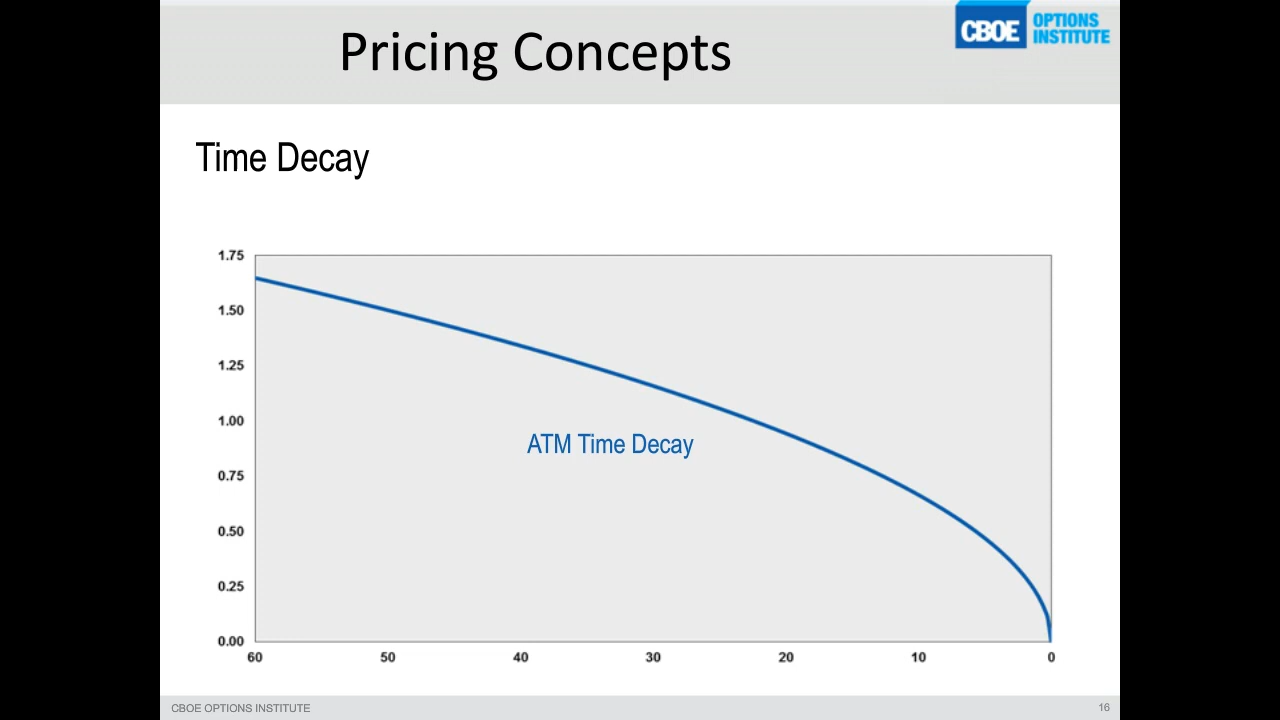 Pricing Concepts
CBOE
OPTIONS
INSTITUTE
Time Decay
1.75
1.50
1.25
1.00
ATM Time Decay
0.75
0.50
0.25
0.00
60 50 40 30 20 10 0
CBOE OPTIONS INSTITUTE 16